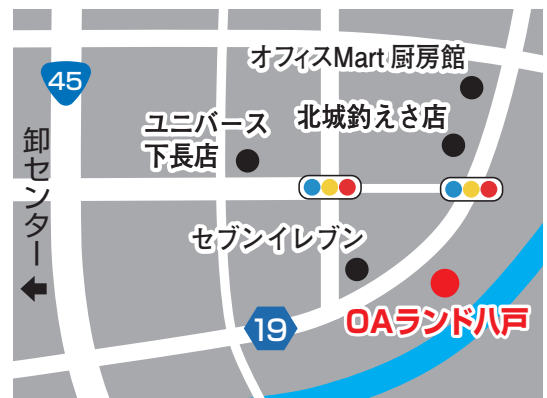 オフィスMart 厨房館
45
ユニバース
下長店
北城釣えさ店
卸センター
セブンイレブン
19
OAランド八戸